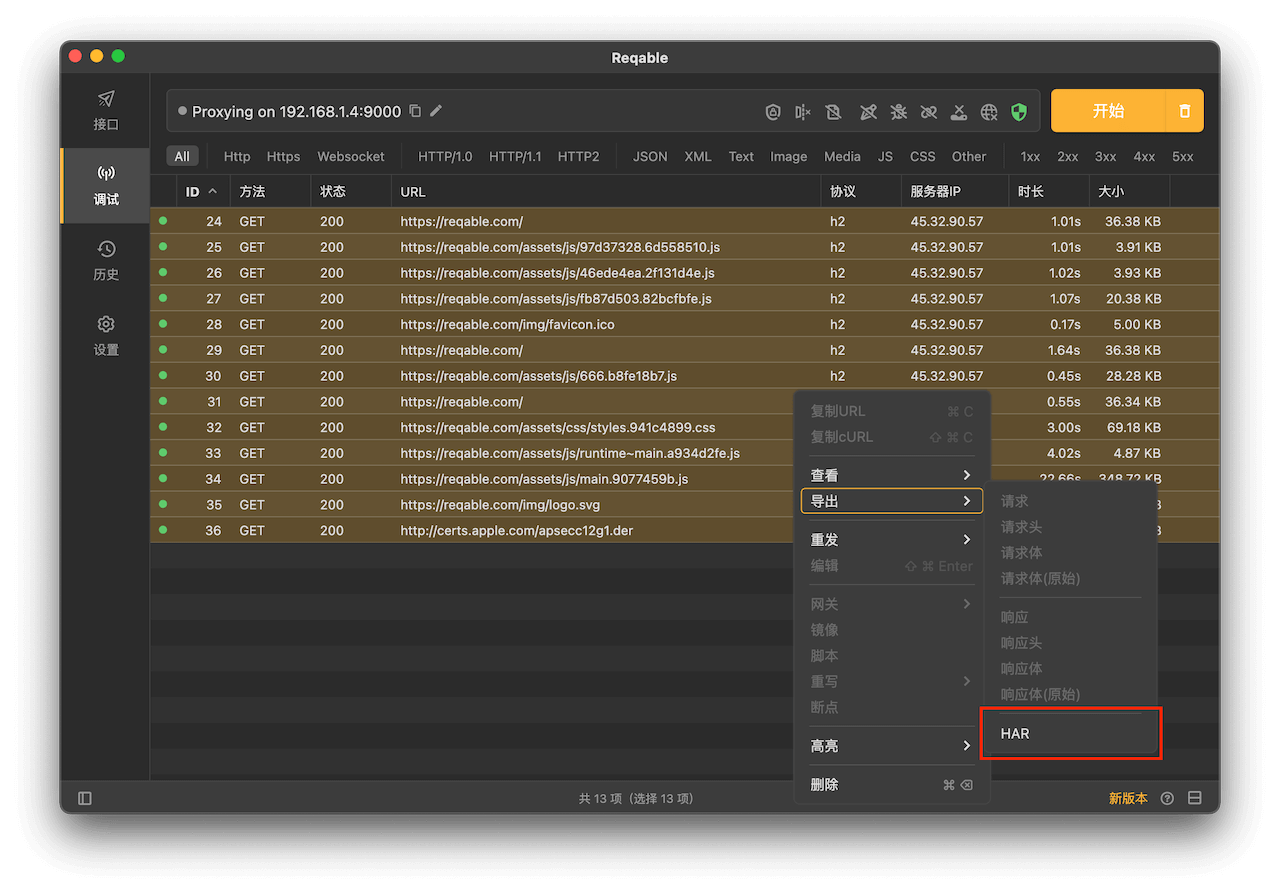 Reqable
接口
调试
历史
设置
Proxying on 192.168.1.4:9000
开始
All Http Https Websocket HTTP/1.0 HTTP/1.1 HTTP2 JSON XML Text Image Media JS CSS Other 1xx 2xx 3xx 4xx 5xx
ID 方法 状态 URL 协议 服务器IP 时长 大小
24 GET 200 https://reqable.com/ h2 45.32.90.57 1.01s 36.38 KB
25 GET 200 https://reqable.com/assets/js/97d37328.6d558510.js h2 45.32.90.57 1.01s 3.91 KB
26 GET 200 https://reqable.com/assets/js/46ede4ea.2f131d4e.js h2 45.32.90.57 1.02s 3.93 KB
27 GET 200 https://reqable.com/assets/js/fb87d503.82bcfbfe.js h2 45.32.90.57 1.07s 20.38 KB
28 GET 200 https://reqable.com/img/favicon.ico h2 45.32.90.57 0.17s 5.00 KB
29 GET 200 https://reqable.com/ h2 45.32.90.57 1.64s 36.38 KB
30 GET 200 https://reqable.com/assets/js/666.b8fe18b7.js h2 45.32.90.57 0.45s 28.28 KB
31 GET 200 https://reqable.com/ 0.55s 36.34 KB
32 GET 200 https://reqable.com/assets/css/styles.941c4899.css 3.00s 69.18 KB
33 GET 200 https://reqable.com/assets/js/runtime~main.a934d2fe.js 4.02s 4.87 KB
34 GET 200 https://reqable.com/assets/js/main.9077459b.js 22.66s 348.72 KB
35 GET 200 https://reqable.com/img/logo.svg
36 GET 200 http://certs.apple.com/apsecc12g1.der
复制URL ⌘ C
复制cURL ⇧ ⌘ C
查看
导出
重发
编辑 ⇧ ⌘ Enter
网关
镜像
脚本
重写
断点
高亮
删除 ⌘ ⌫
请求
请求头
请求体
请求体(原始)
响应
响应头
响应体
响应体(原始)
HAR
共 13 项（选择 13 项）
新版本